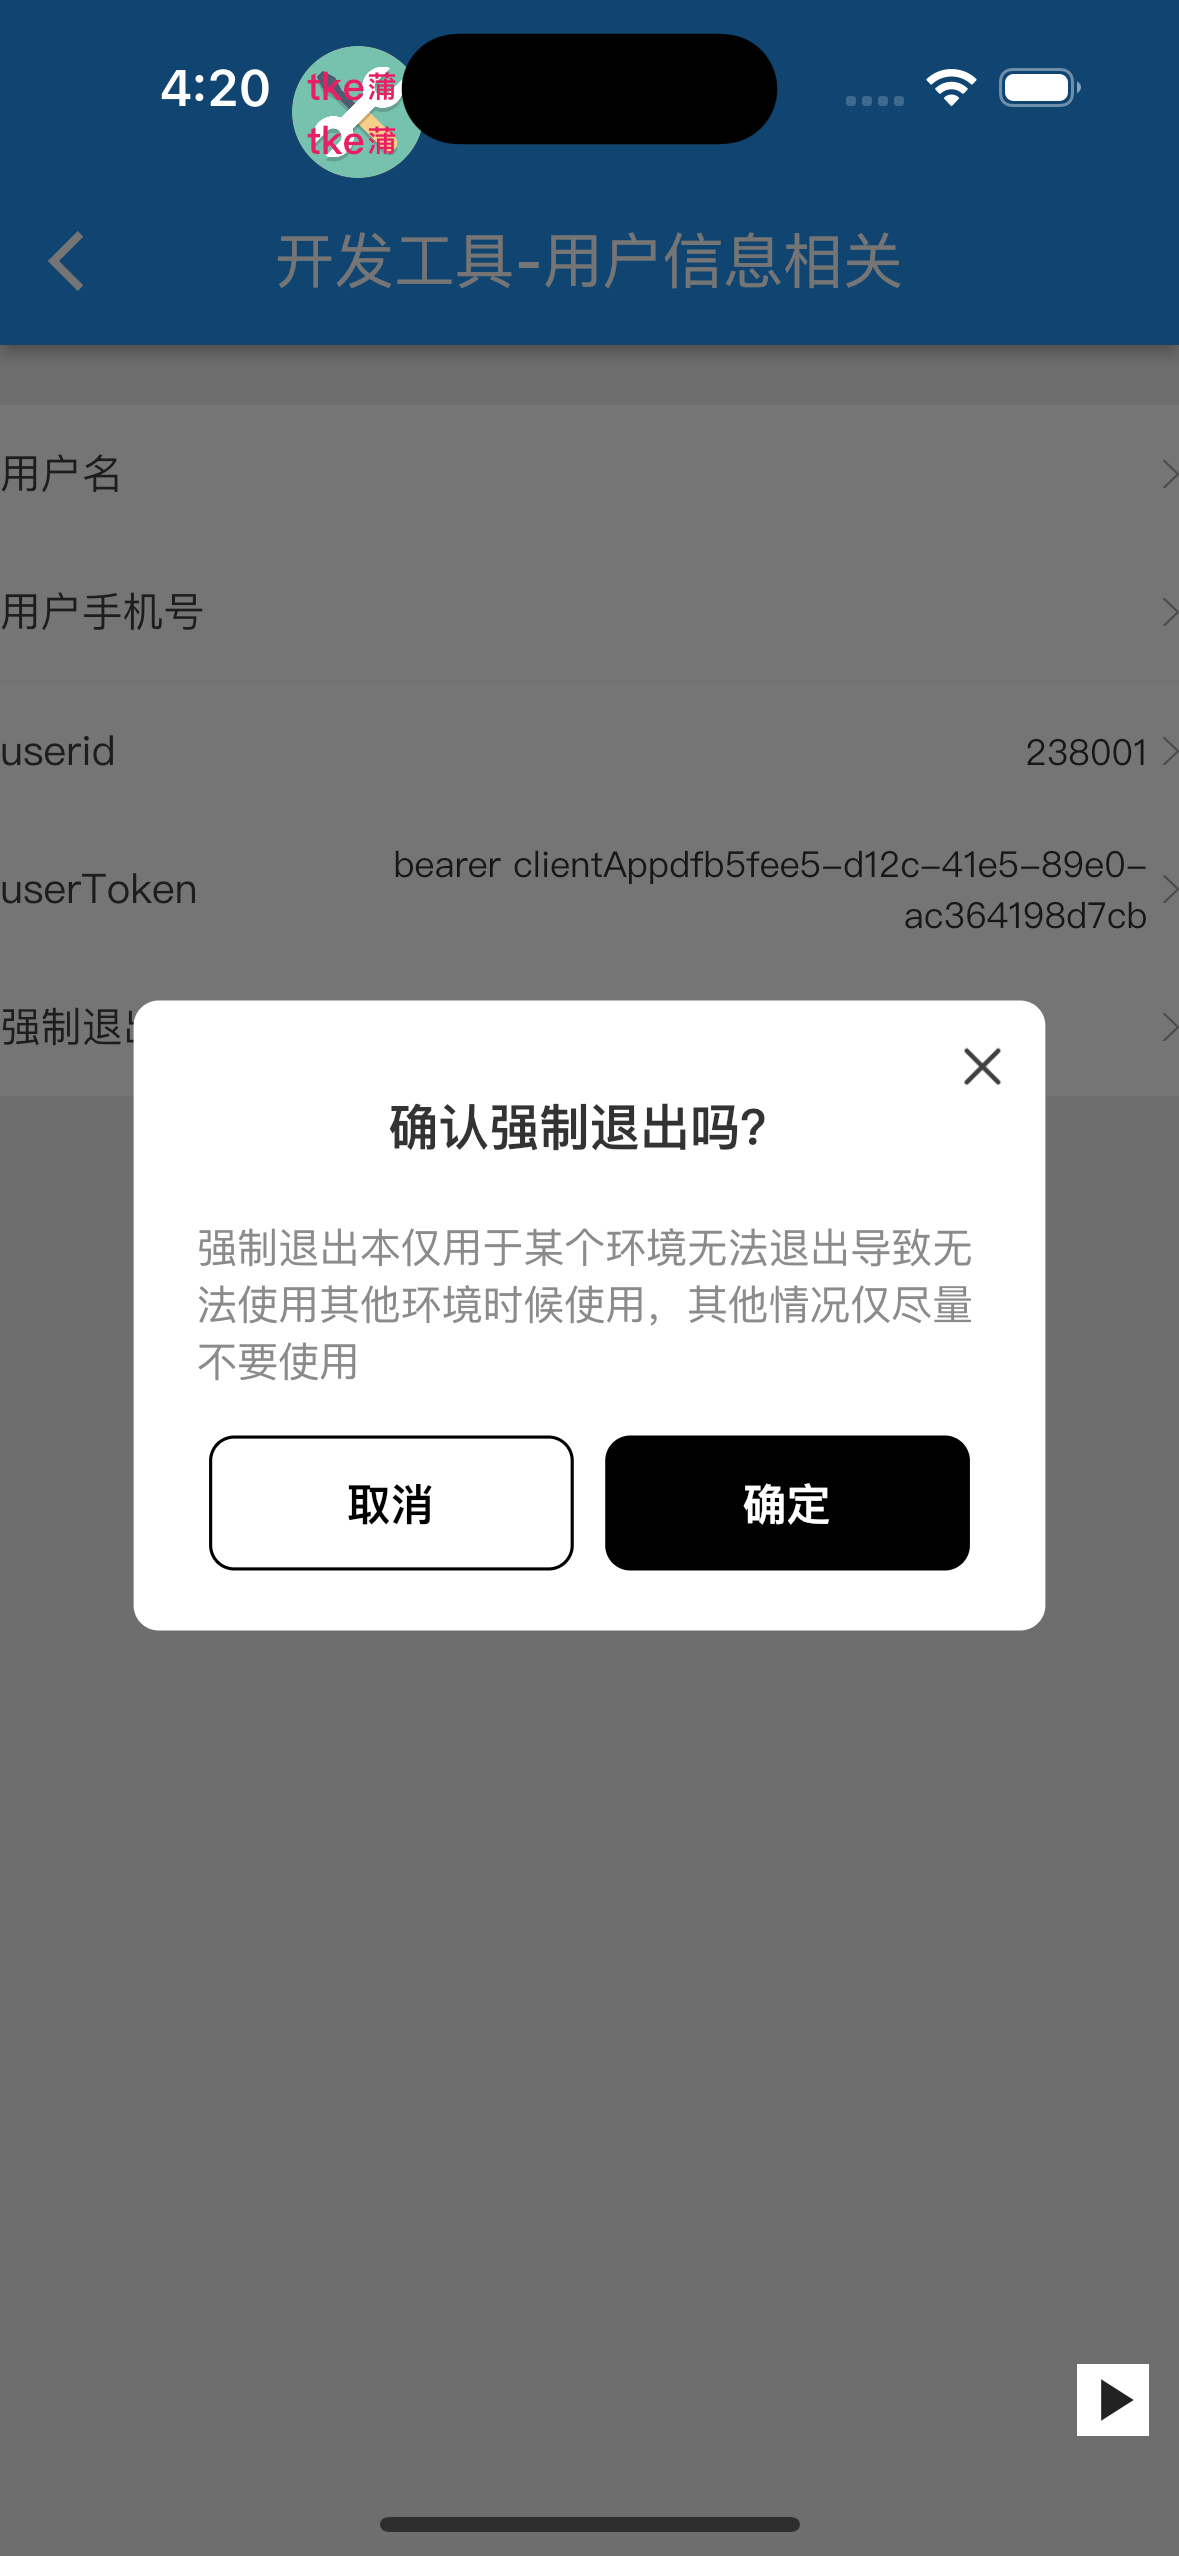 4:20
tke蒲
tke蒲
开发工具-用户信息相关
用户名
用户手机号
userid
238001
userToken
bearer clientAppdfb5fee5-d12c-41e5-89e0-
ac364198d7cb
强制退出
确认强制退出吗?
强制退出本仅用于某个环境无法退出导致无
法使用其他环境时候使用，其他情况仅尽量
不要使用
取消
确定